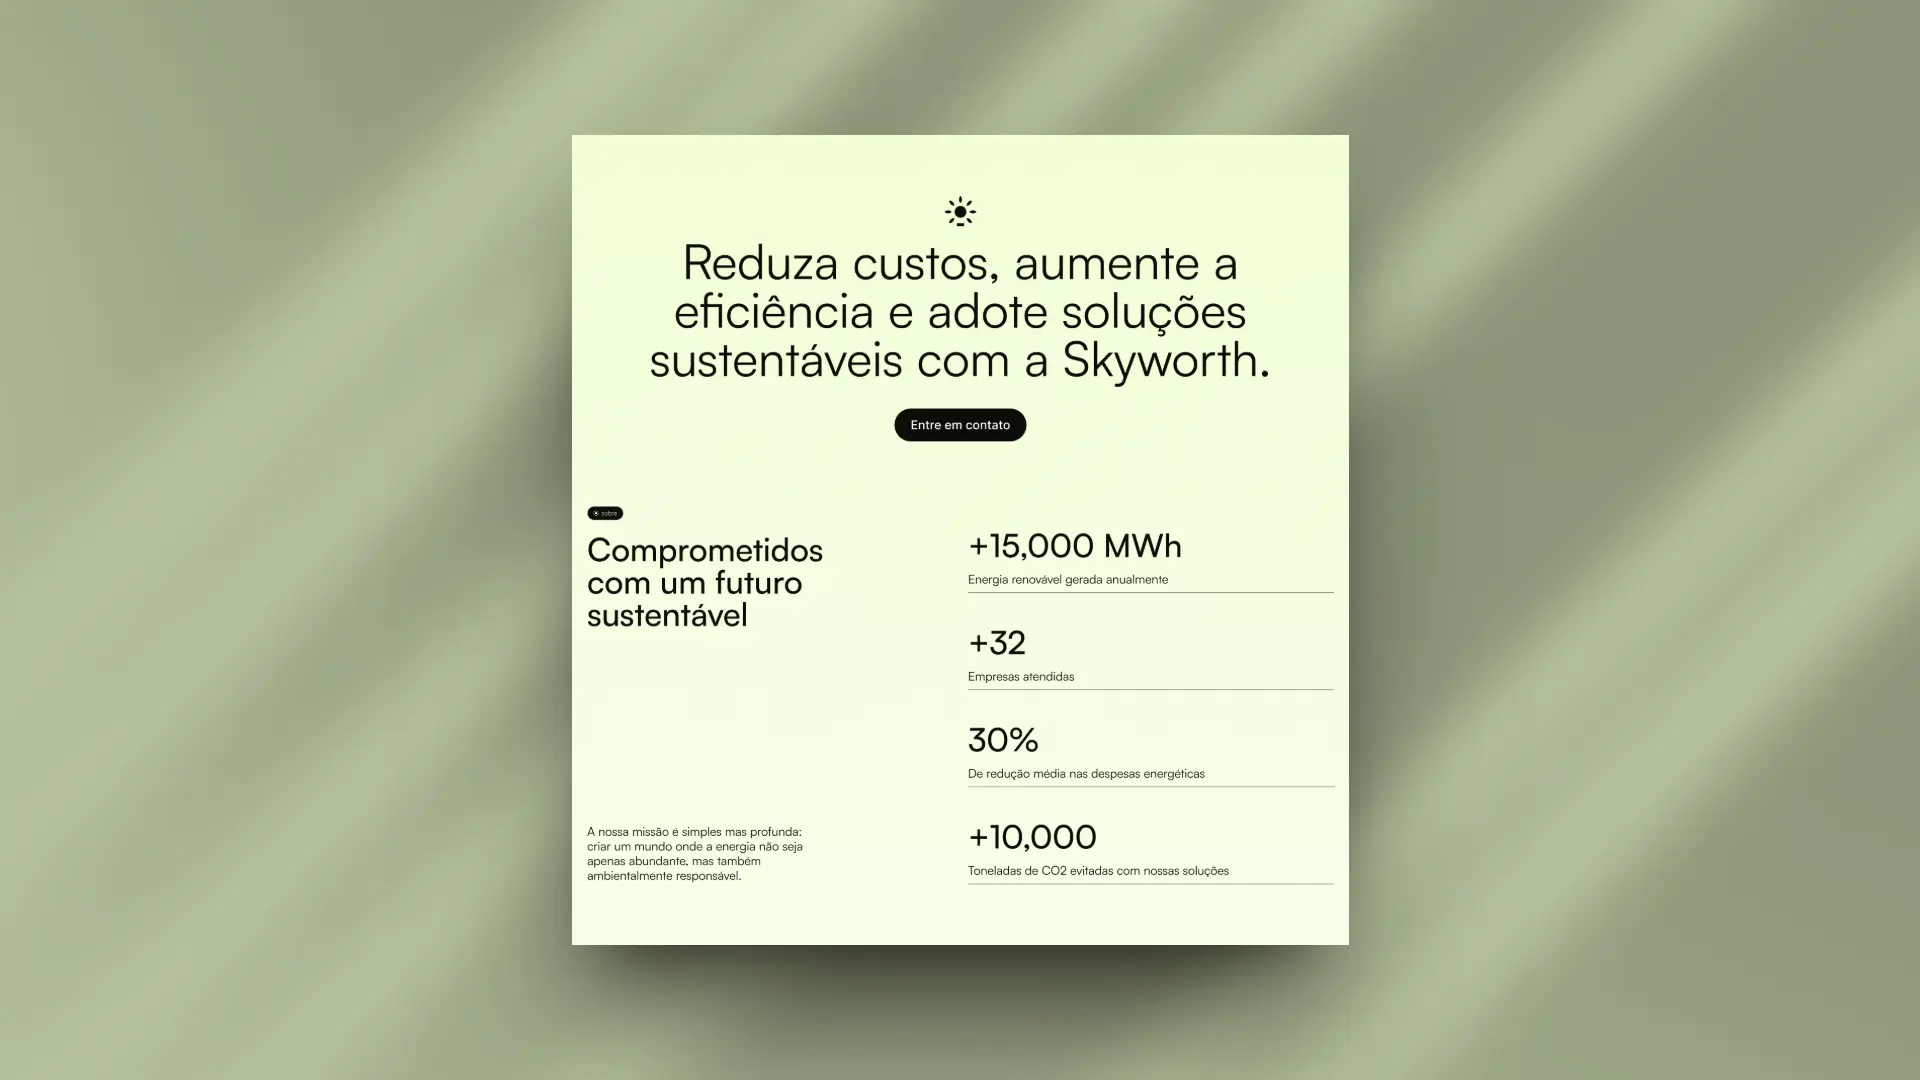 Reduza custos, aumente a
eficiência e adote soluções
sustentáveis com a Skyworth.
Entre em contato
sobre
Comprometidos
com um futuro
sustentável
A nossa missão é simples mas profunda:
criar um mundo onde a energia não seja
apenas abundante, mas também
ambientalmente responsável.
+15,000 MWh
Energia renovável gerada anualmente
+32
Empresas atendidas
30%
De redução média nas despesas energéticas
+10,000
Toneladas de CO2 evitadas com nossas soluções